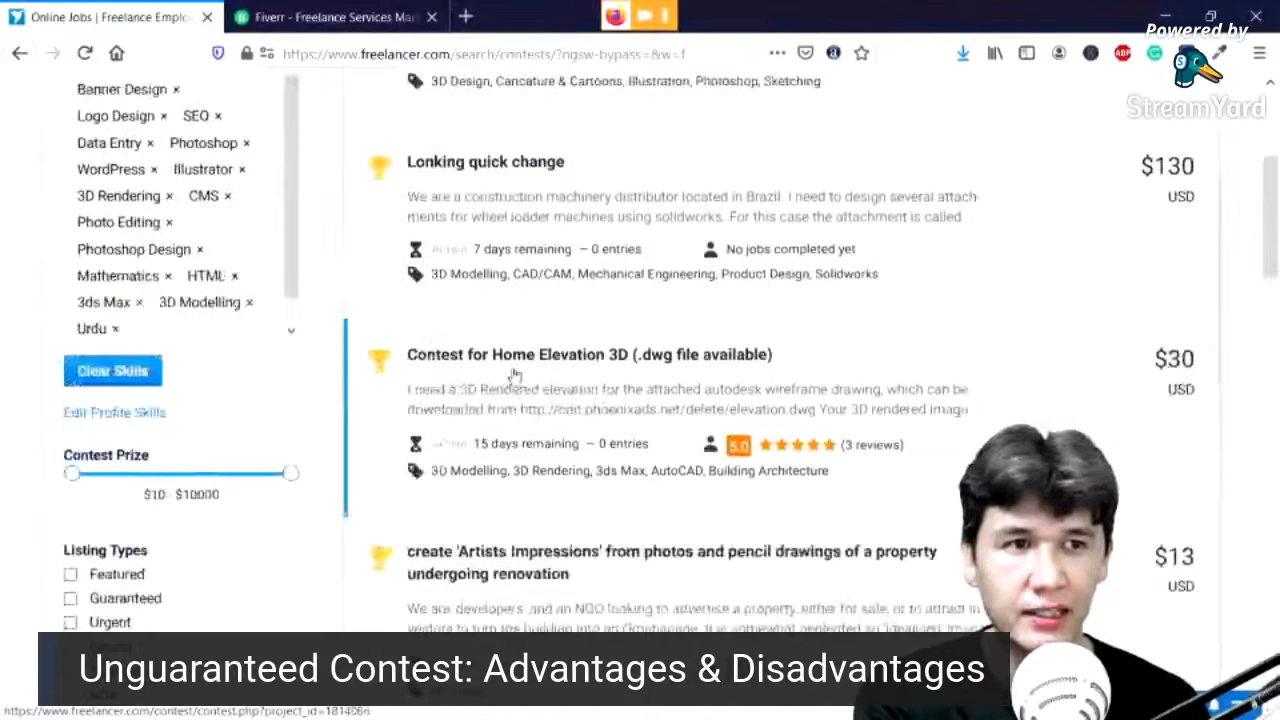 Online Jobs | Freelance Emplo
Fiverr - Freelance Services Mar
Powered by
StreamYard
https://www.freelancer.com/search/contests/?ngsw-bypass=&w=f
ABP
Banner Design ×
Logo Design × SEO ×
Data Entry × Photoshop ×
WordPress × Illustrator ×
3D Rendering × CMS ×
Photo Editing ×
Photoshop Design ×
Mathematics × HTML ×
3ds Max × 3D Modelling ×
Urdu ×
Clear Skills
Edit Profile Skills
Contest Prize
$10 - $10000
Listing Types
Featured
Guaranteed
Urgent
3D Design, Caricature & Cartoons, Illustration, Photoshop, Sketching
Lonking quick change
$130
USD
We are a construction machinery distributor located in Brazil. I need to design several attach-
ments for wheel loader machines using solidworks. For this case the attachment is called
7 days remaining – 0 entries
No jobs completed yet
3D Modelling, CAD/CAM, Mechanical Engineering, Product Design, Solidworks
Contest for Home Elevation 3D (.dwg file available)
$30
USD
I need a 3D Rendered elevation for the attached autodesk wireframe drawing, which can be
downloaded from Your 3D rendered image
15 days remaining – 0 entries
5.0
(3 reviews)
3D Modelling, 3D Rendering, 3ds Max, AutoCAD, Building Architecture
create 'Artists Impressions' from photos and pencil drawings of a property
undergoing renovation
$13
USD
We are developers and an NGO looking to advertise a property either for sale, or to attract in
Unguaranteed Contest: Advantages & Disadvantages